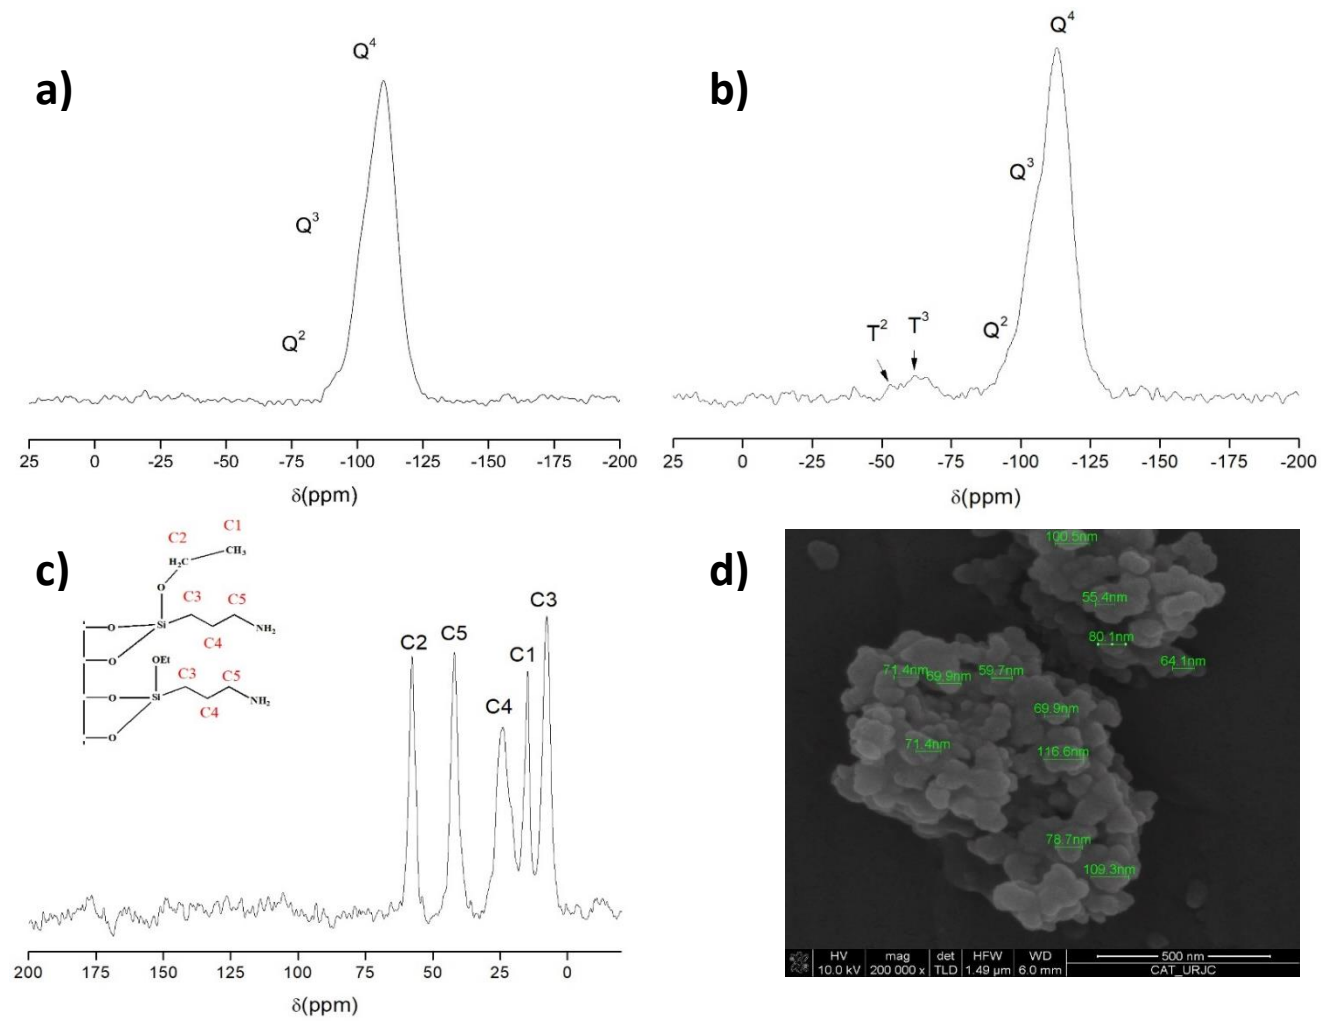 a)
Q⁴
Q³
Q²
25 0 -25 -50 -75 -100 -125 -150 -175 -200
δ(ppm)
b)
Q⁴
Q³
Q²
T² T³
25 0 -25 -50 -75 -100 -125 -150 -175 -200
δ(ppm)
c)
C1
C2
CH₃
H₂C
O
C3 C5
O Si NH₂
C4
O
OEt
C3 C5
O Si NH₂
C4
O
C2 C5 C4 C1 C3
200 175 150 125 100 75 50 25 0
δ(ppm)
d)
100.5nm
55.4nm
80.1nm
64.1nm
71.4nm 69.9nm 59.7nm
69.9nm
71.4nm 116.6nm
78.7nm
109.3nm
HV mag det HFW WD 500 nm
10.0 kV 200 000 x TLD 1.49 µm 6.0 mm CAT_URJC